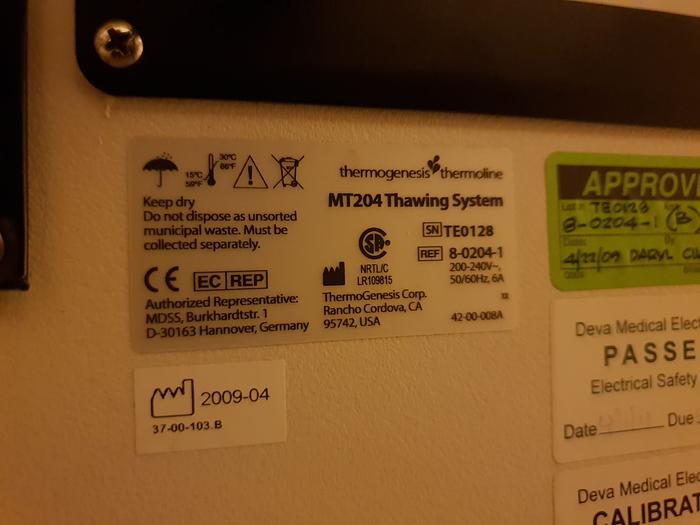 30°C
86°F
15°C
59°F
thermogenesis thermoline
MT204 Thawing System
Keep dry
Do not dispose as unsorted
municipal waste. Must be
collected separately.
SN TE0128
REF 8-0204-1
200-240V~,
50/60Hz, 6A
NRTL/C
LR109815
CE EC REP
Authorized Representative:
MDSS, Burkhardtstr. 1
D-30163 Hannover, Germany
ThermoGenesis Corp.
Rancho Cordova, CA
95742, USA
42-00-008A
2009-04
37-00-103.B
APPROV
TE0128
8-0204-1 (B)
Date:
4/22/09 DARYL
Deva Medical Elect
PASSE
Electrical Safety
Date Due
Deva Medical Elec
CALIBRAT